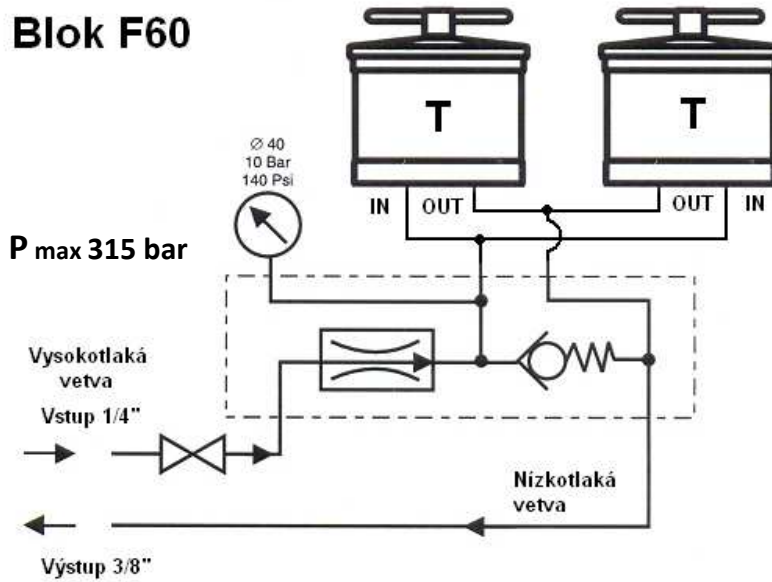 Blok F60
T
T
Ø 40
10 Bar
140 Psi
IN
OUT
OUT
IN
P max 315 bar
Vysokotlaká
vetva
Vstup 1/4"
Nízkotlaká
vetva
Výstup 3/8"